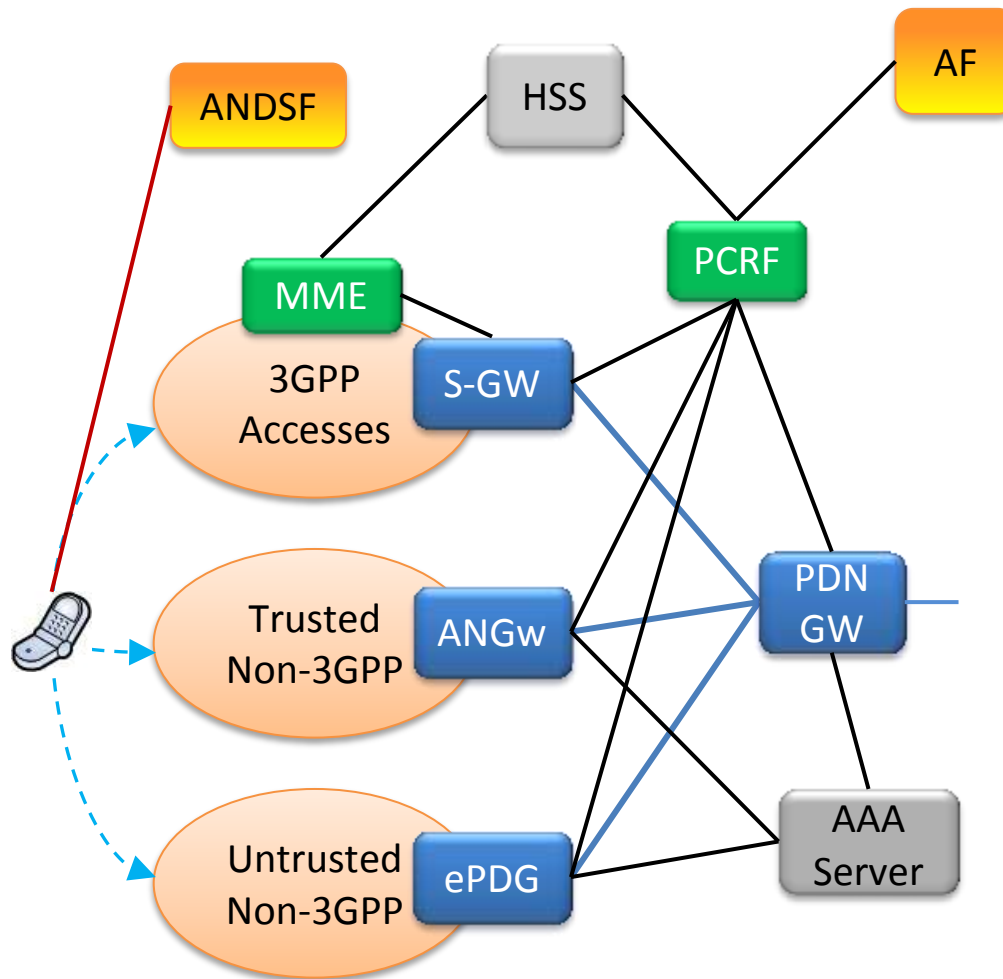 ANDSF
HSS
AF
PCRF
MME
3GPP
Accesses
S-GW
Trusted
Non-3GPP
ANGw
PDN
GW
Untrusted
Non-3GPP
ePDG
AAA
Server